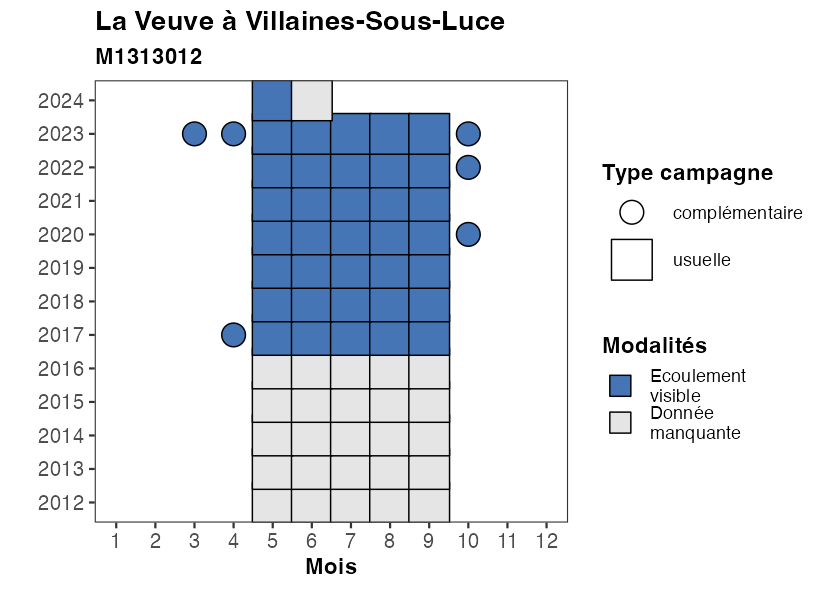 La Veuve à Villaines-Sous-Luce
M1313012
2024
2023
2022
2021
2020
2019
2018
2017
2016
2015
2014
2013
2012
1 2 3 4 5 6 7 8 9 10 11 12
Mois
Type campagne
complémentaire
usuelle
Modalités
Ecoulement
visible
Donnée
manquante